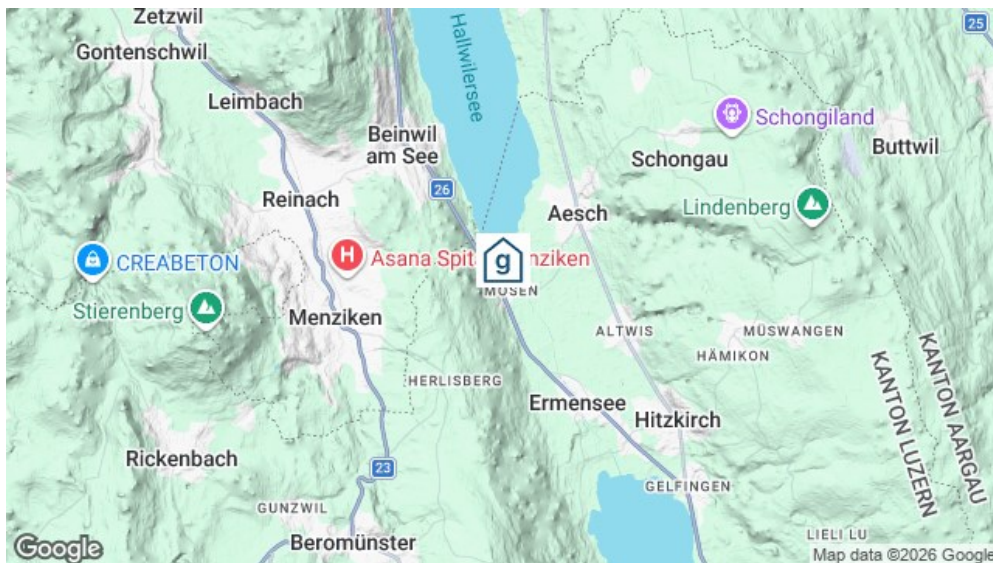 Zetzwil
25
Gontenschwil
Hallwilersee
Leimbach
Schongiland
Beinwil
am See
Buttwil
Schongau
26
Reinach
Aesch
Lindenberg
H
Asana Spit
nziken
g
CREABETON
MOSEN
Stierenberg
Menziken
ALTWIS
MÜSWANGEN
HÄMIKON
KANTON AARGAU
KANTON LUZERN
HERLISBERG
Ermensee
Hitzkirch
Rickenbach
23
GELFINGEN
GUNZWIL
Beromünster
LIELI LU
Google
Map data ©2026 Google